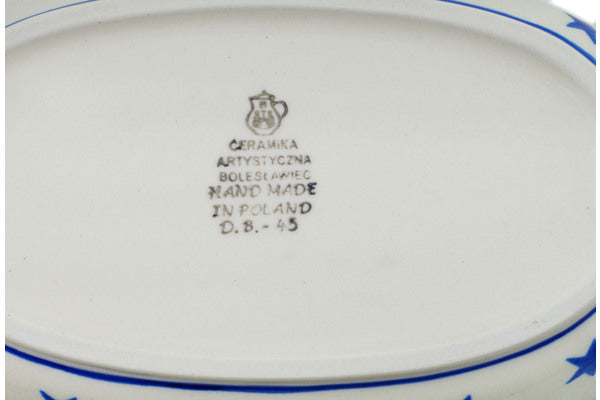 CERAMIKA
ARTYSTYCZNA
BOLESŁAWIEC
HAND MADE
IN POLAND
D.B.-45